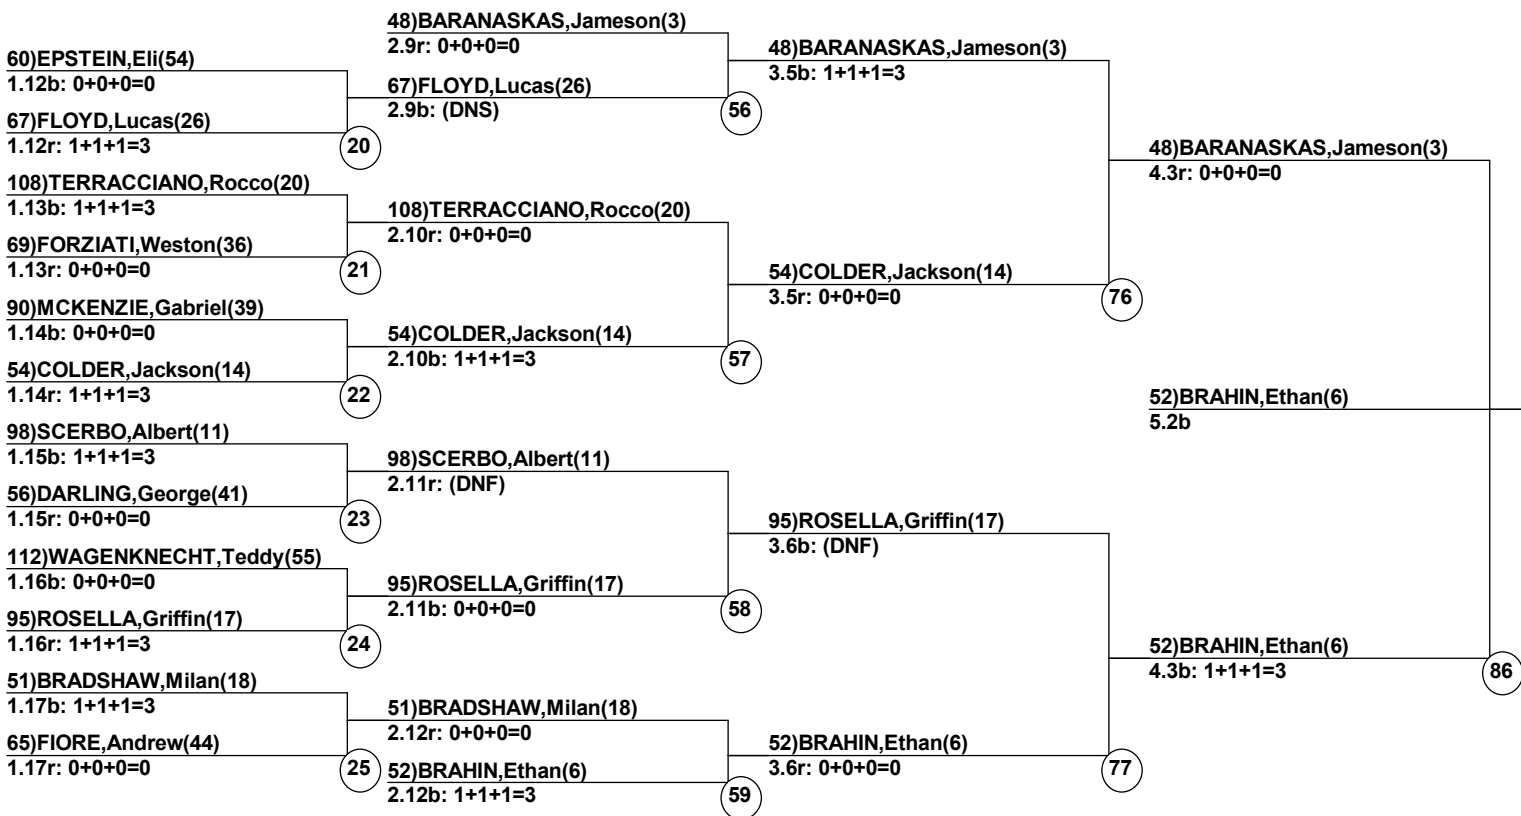 60)EPSTEIN,Eli(54)
1.12b: 0+0+0=0
67)FLOYD,Lucas(26)
1.12r: 1+1+1=3
20
108)TERRACCIANO,Rocco(20)
1.13b: 1+1+1=3
69)FORZIATI,Weston(36)
1.13r: 0+0+0=0
21
90)MCKENZIE,Gabriel(39)
1.14b: 0+0+0=0
54)COLDER,Jackson(14)
1.14r: 1+1+1=3
22
98)SCERBO,Albert(11)
1.15b: 1+1+1=3
56)DARLING,George(41)
1.15r: 0+0+0=0
23
112)WAGENKNECHT,Teddy(55)
1.16b: 0+0+0=0
95)ROSELLA,Griffin(17)
1.16r: 1+1+1=3
24
51)BRADSHAW,Milan(18)
1.17b: 1+1+1=3
65)FIORE,Andrew(44)
1.17r: 0+0+0=0
25
48)BARANASKAS,Jameson(3)
2.9r: 0+0+0=0
67)FLOYD,Lucas(26)
2.9b: (DNS)
56
108)TERRACCIANO,Rocco(20)
2.10r: 0+0+0=0
54)COLDER,Jackson(14)
2.10b: 1+1+1=3
57
98)SCERBO,Albert(11)
2.11r: (DNF)
95)ROSELLA,Griffin(17)
2.11b: 0+0+0=0
58
51)BRADSHAW,Milan(18)
2.12r: 0+0+0=0
52)BRAHIN,Ethan(6)
2.12b: 1+1+1=3
59
48)BARANASKAS,Jameson(3)
3.5b: 1+1+1=3
54)COLDER,Jackson(14)
3.5r: 0+0+0=0
76
95)ROSELLA,Griffin(17)
3.6b: (DNF)
52)BRAHIN,Ethan(6)
3.6r: 0+0+0=0
77
48)BARANASKAS,Jameson(3)
4.3r: 0+0+0=0
52)BRAHIN,Ethan(6)
4.3b: 1+1+1=3
86
52)BRAHIN,Ethan(6)
5.2b